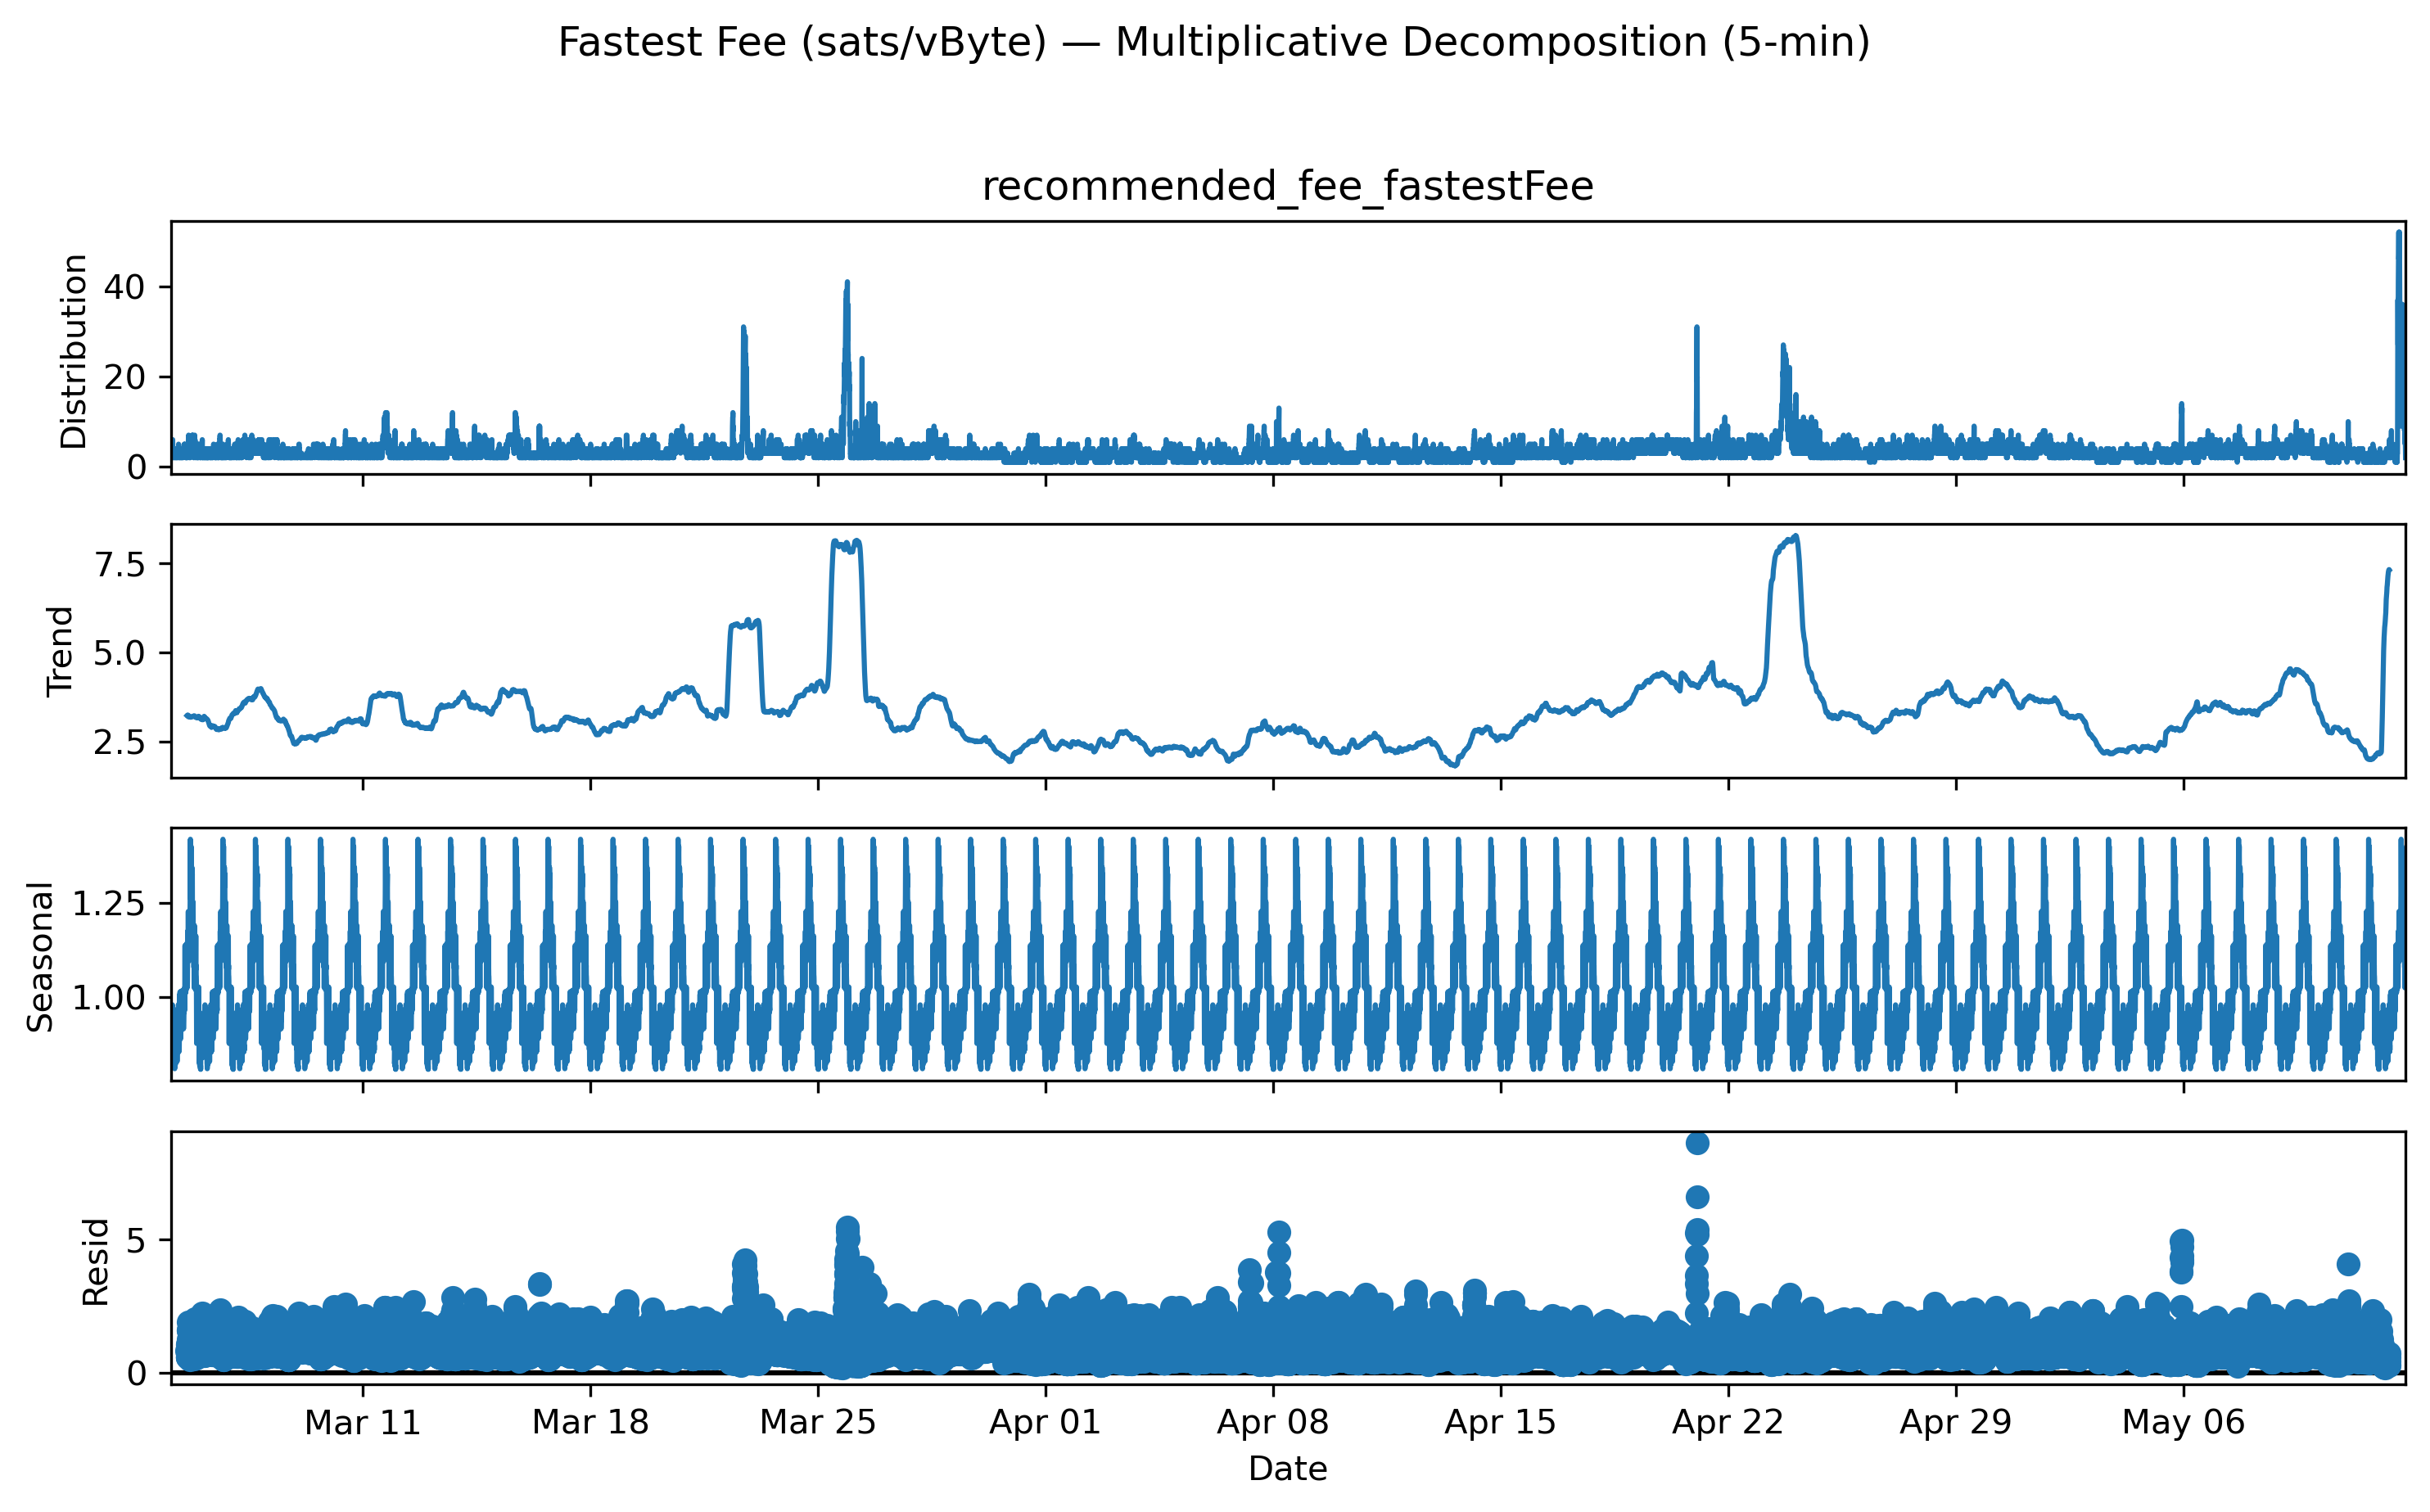 Fastest Fee (sats/vByte) — Multiplicative Decomposition (5-min)
recommended_fee_fastestFee
Distribution
40
20
0
Trend
7.5
5.0
2.5
Seasonal
1.25
1.00
Resid
5
0
Mar 11 Mar 18 Mar 25 Apr 01 Apr 08 Apr 15 Apr 22 Apr 29 May 06
Date